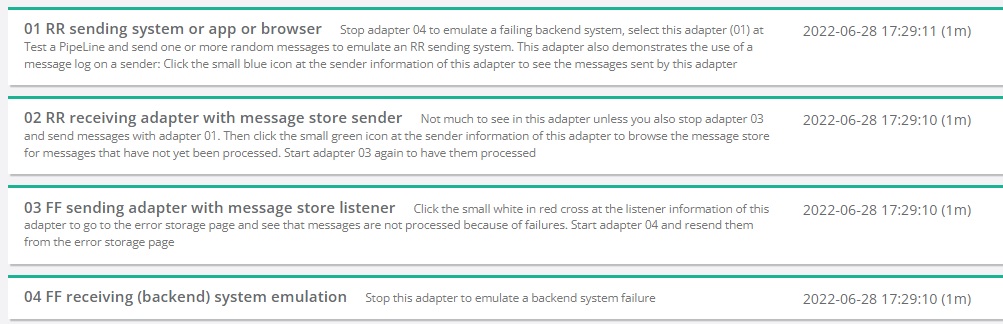 01 RR sending system or app or browser Stop adapter 04 to emulate a failing backend system, select this adapter (01) at 2022-06-28 17:29:11 (1m)
Test a PipeLine and send one or more random messages to emulate an RR sending system. This adapter also demonstrates the use of a
message log on a sender: Click the small blue icon at the sender information of this adapter to see the messages sent by this adapter
02 RR receiving adapter with message store sender Not much to see in this adapter unless you also stop adapter 03 2022-06-28 17:29:10 (1m)
and send messages with adapter 01. Then click the small green icon at the sender information of this adapter to browse the message store
for messages that have not yet been processed. Start adapter 03 again to have them processed
03 FF sending adapter with message store listener Click the small white in red cross at the listener information of this 2022-06-28 17:29:10 (1m)
adapter to go to the error storage page and see that messages are not processed because of failures. Start adapter 04 and resend them
from the error storage page
04 FF receiving (backend) system emulation Stop this adapter to emulate a backend system failure 2022-06-28 17:29:10 (1m)